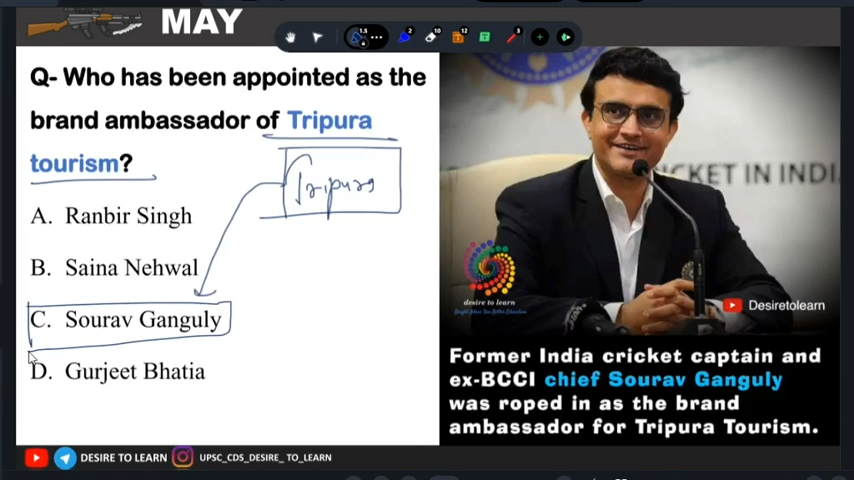 MAY
Q- Who has been appointed as the
brand ambassador of Tripura
tourism?
Tripura
A. Ranbir Singh
B. Saina Nehwal
C. Sourav Ganguly
D. Gurjeet Bhatia
CKET IN INDI
desire to learn
Desiretolearn
Former India cricket captain and
ex-BCCI chief Sourav Ganguly
was roped in as the brand
ambassador for Tripura Tourism.
DESIRE TO LEARN UPSC_CDS_DESIRE_ TO_LEARN